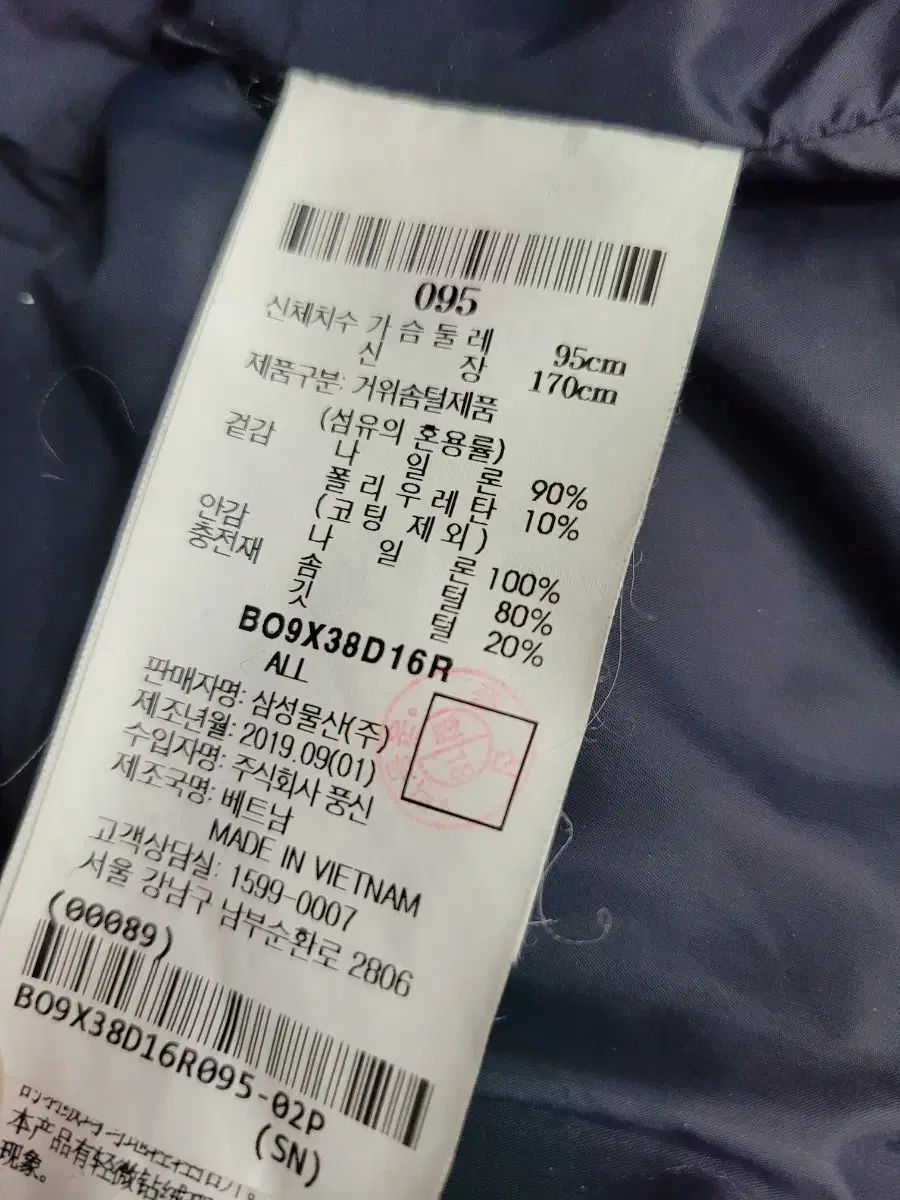 095
신체치수 가슴둘레 95cm
신장 170cm
제품구분: 거위솜털제품
(섬유의 혼용률)
겉감 나일론 90%
폴리우레탄 10%
(코팅 제외)
안감 나일론 100%
충전재 솜털 80%
깃털 20%
BO9X38D16R
ALL
판매자명: 삼성물산(주)
제조년월: 2019.09(01)
수입자명: 주식회사 풍신
제조국명: 베트남
MADE IN VIETNAM
고객상담실: 1599-0007
서울 강남구 남부순환로 2806
(00089)
BO9X38D16R095-02P
(SN)
本产品有轻微钻绒
现象。